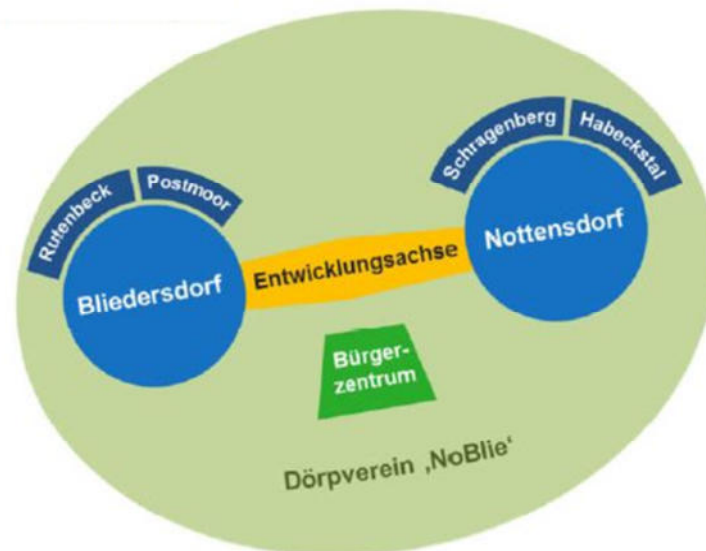 Schragenberg
Habeckstal
Rutenbeck
Postmoor
Nottensdorf
Entwicklungsachse
Bliedersdorf
Bürger-
zentrum
Dörpverein ‚NoBlie‘